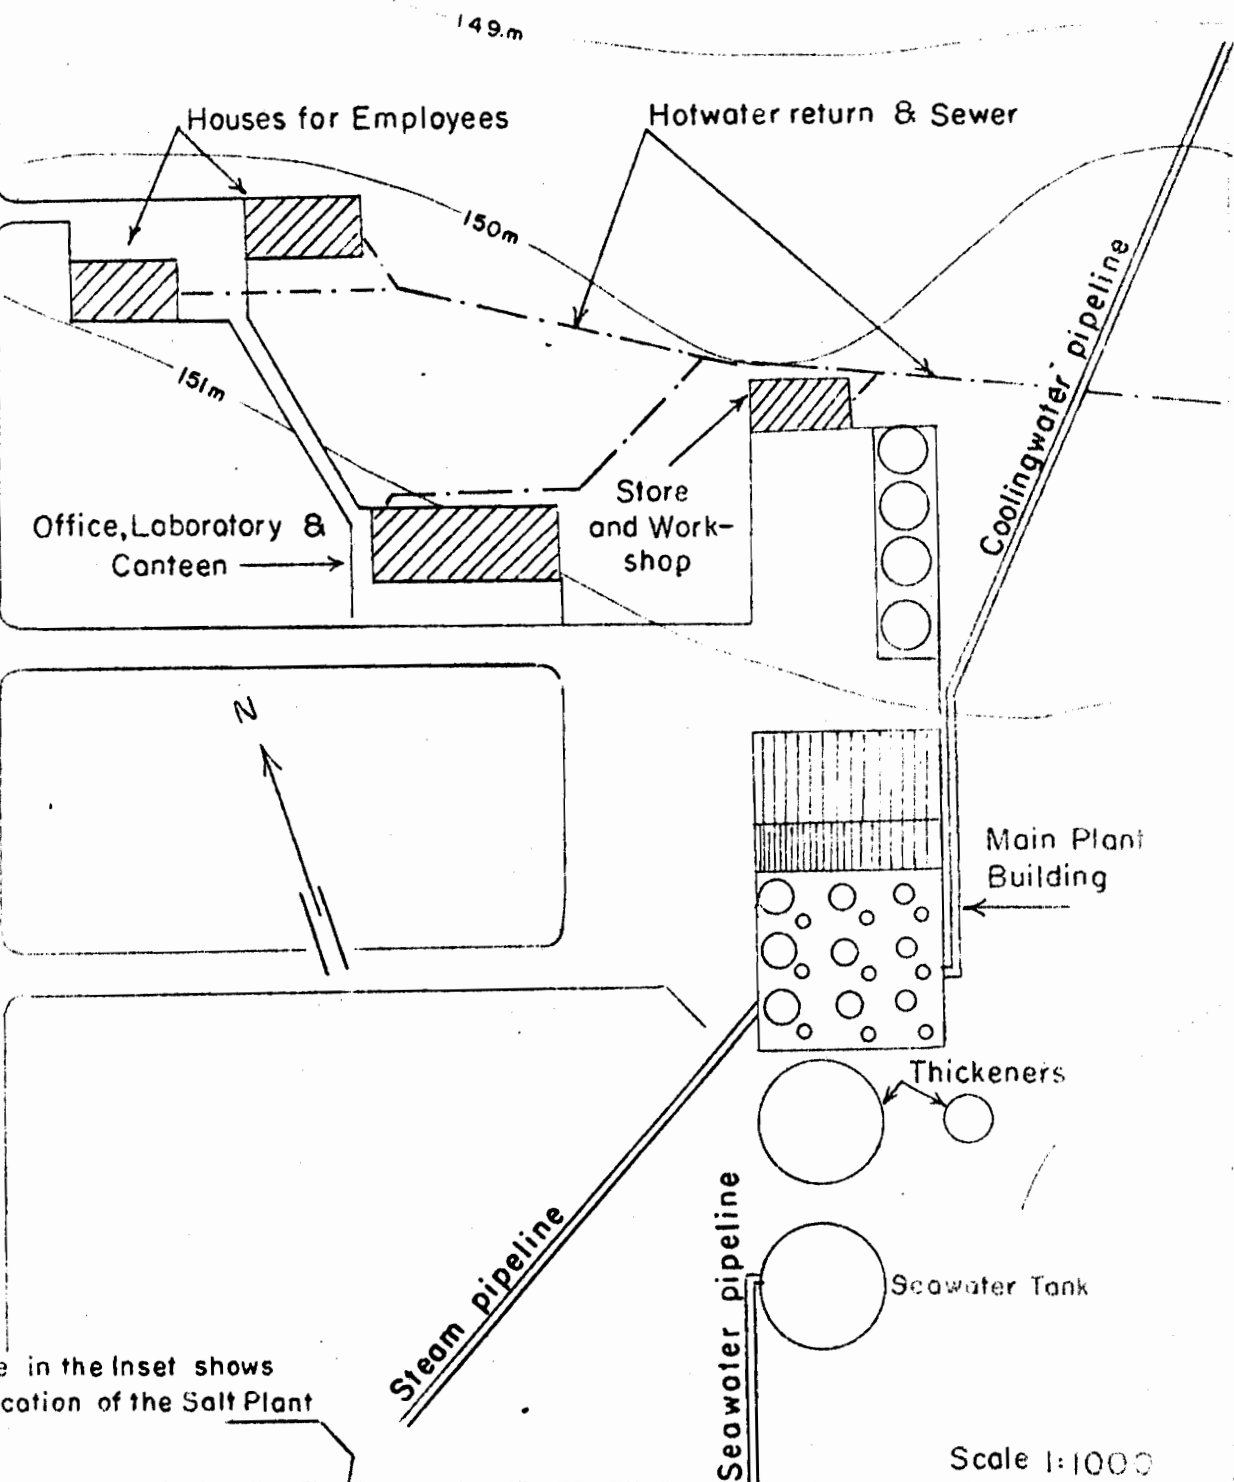 149.m
Houses for Employees
Hotwater return & Sewer
150m
Coolingwater pipeline
151m
Store
and Work-
shop
Office, Laboratory &
Canteen
N
Main Plant
Building
Thickeners
Seawater pipeline
Steam pipeline
Seawater Tank
e in the Inset shows
cation of the Salt Plant
Scale 1:1000